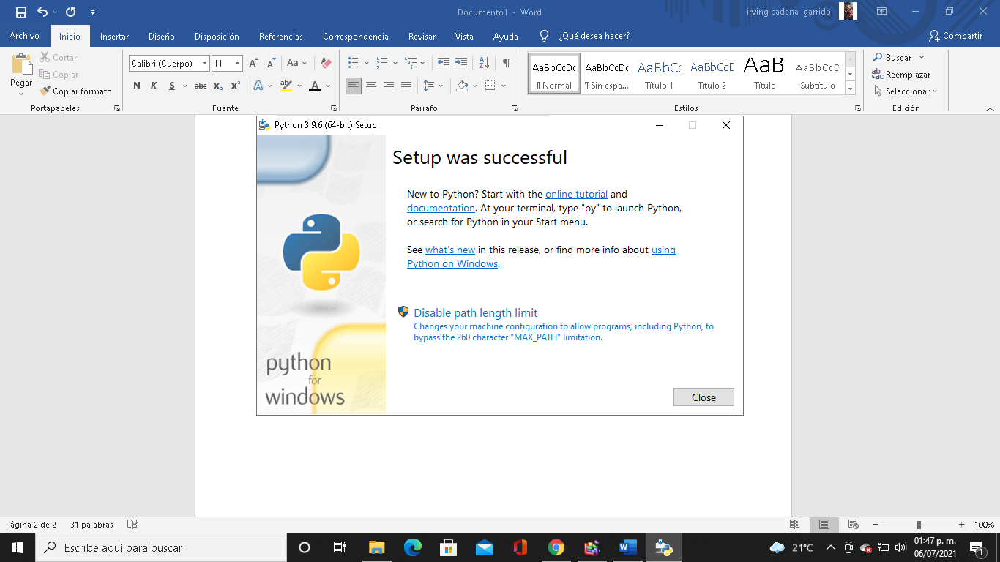 Documento1 - Word
irving cadena garrido
Archivo Inicio Insertar Diseño Disposición Referencias Correspondencia Revisar Vista Ayuda ¿Qué desea hacer? Compartir
Pegar
Cortar
Copiar
Copiar formato
Portapapeles
Calibri (Cuerpo) 11
N K S abc x₂ x²
Fuente
Párrafo
AaBbCcDc AaBbCcDc AaBbCc AaBbCcD AaB AaBbCcD
¶ Normal ¶ Sin espa... Título 1 Título 2 Título Subtítulo
Estilos
Buscar
Reemplazar
Seleccionar
Edición
Python 3.9.6 (64-bit) Setup
Setup was successful
New to Python? Start with the online tutorial and
documentation. At your terminal, type "py" to launch Python,
or search for Python in your Start menu.
See what's new in this release, or find more info about using
Python on Windows.
Disable path length limit
Changes your machine configuration to allow programs, including Python, to
bypass the 260 character "MAX_PATH" limitation.
python
for
windows
Close
Página 2 de 2 31 palabras 100%
Escribe aquí para buscar
21°C
01:47 p. m.
06/07/2021
1